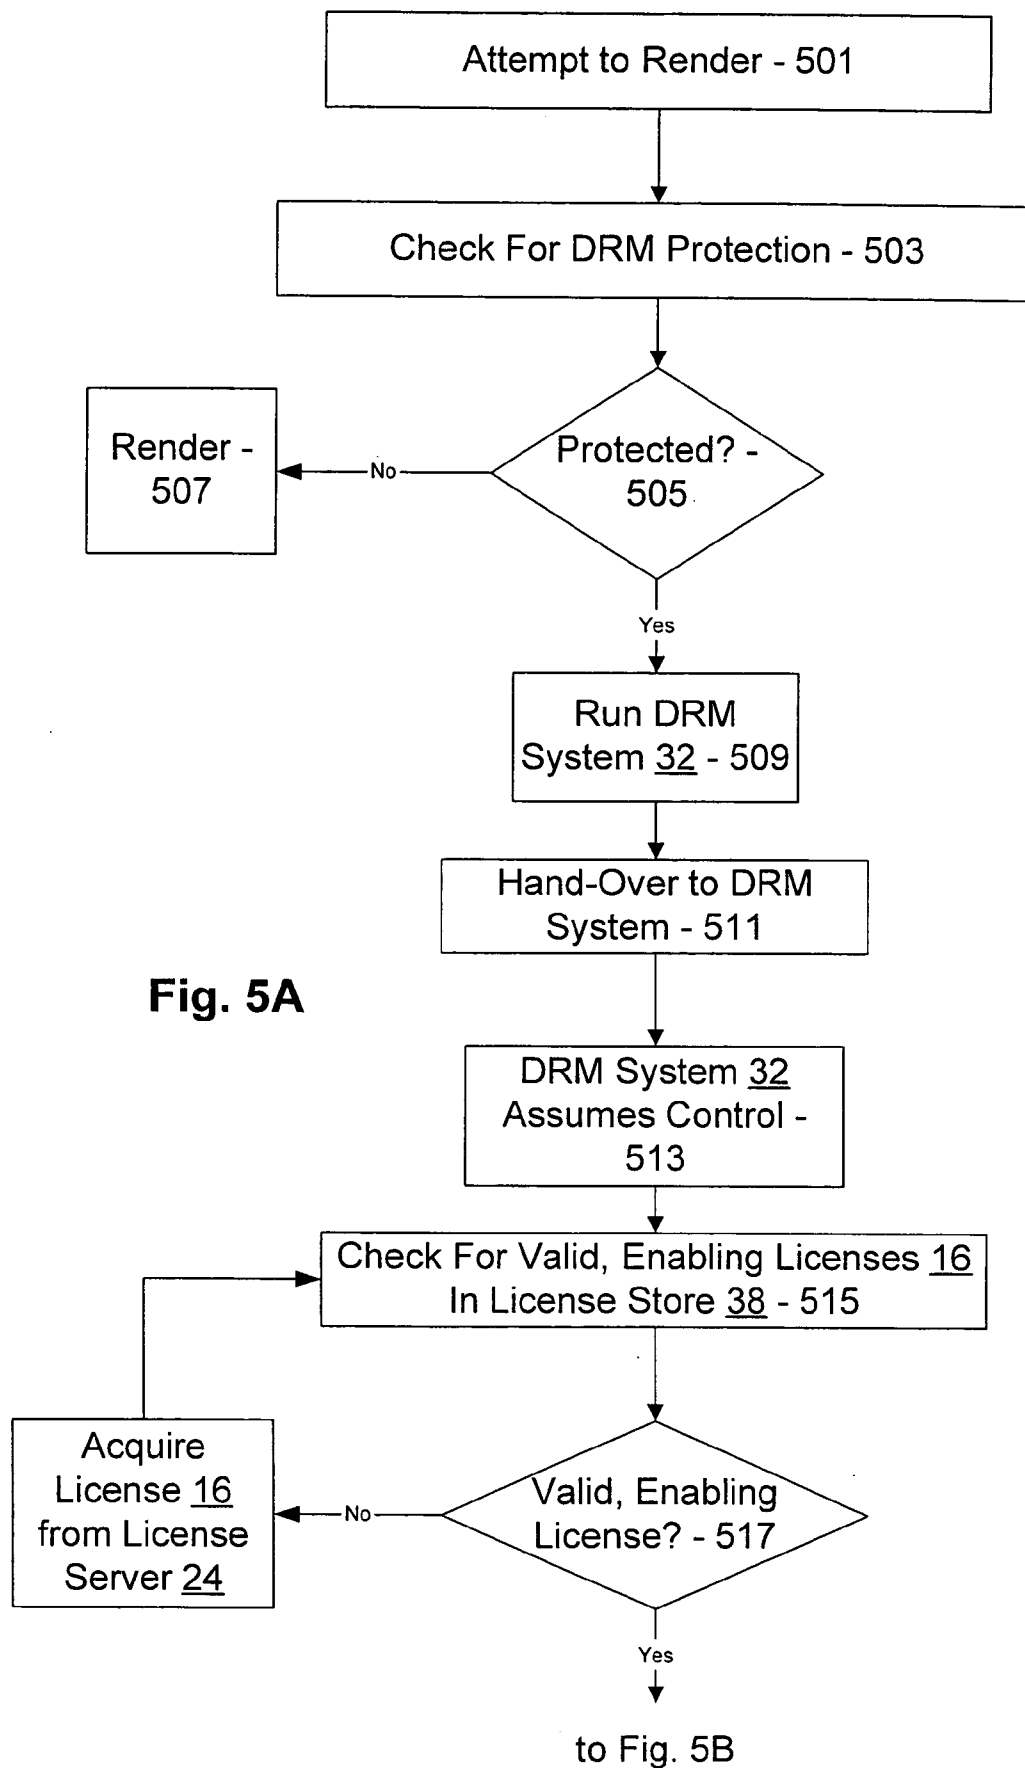 Attempt to Render - 501
Check For DRM Protection - 503
Protected? -
505
No
Render -
507
Yes
Run DRM
System 32 - 509
Hand-Over to DRM
System - 511
Fig. 5A
DRM System 32
Assumes Control -
513
Check For Valid, Enabling Licenses 16
In License Store 38 - 515
Valid, Enabling
License? - 517
No
Acquire
License 16
from License
Server 24
Yes
to Fig. 5B